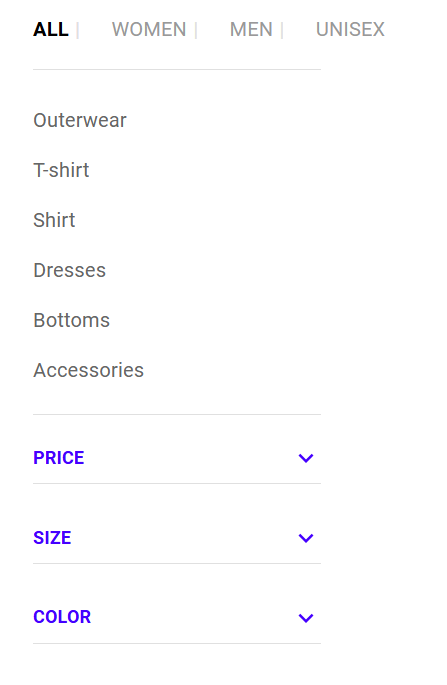 ALL | WOMEN | MEN | UNISEX
Outerwear
T-shirt
Shirt
Dresses
Bottoms
Accessories
PRICE
SIZE
COLOR